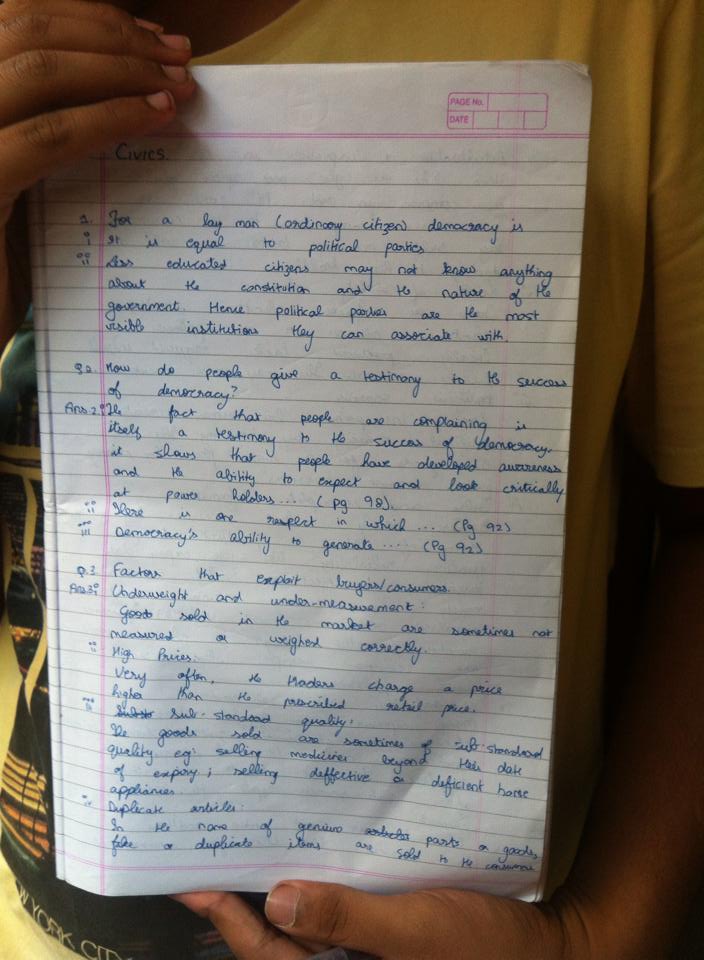 PAGE No.
DATE
Civics.
1. For a lay man (ordinary citizen) democracy is
i It is equal to political parties
ii Less educated citizens may not know anything
about the constitution and the nature of the
government. Hence political parties are the most
visible institutions they can associate with.
Q2. How do people give a testimony to the success
of democracy?
Ans 2.i The fact that people are complaining is
itself a testimony to the success of democracy.
it shows that people have developed awareness
and the ability to expect and look critically
at power holders... (pg 98).
ii There is one respect in which ... (Pg 92)
iii Democracy's ability to generate .... (Pg 92)
Q.3 Factors that exploit buyers/consumers.
Ans3.i Underweight and under-measurement:
Goods sold in the market are sometimes not
measured or weighed correctly.
ii High Prices:
Very often, the traders charge a price
higher than the prescribed retail price.
iii Sub-standard quality:
The goods sold are sometimes of sub-standard
quality eg: selling medicines beyond their date
of expiry; selling deffective or deficient home
appliances
iv Duplicate articles:
In the name of genuine parts or goods,
fake or duplicate items are sold to the consumers
NEW YORK CITY